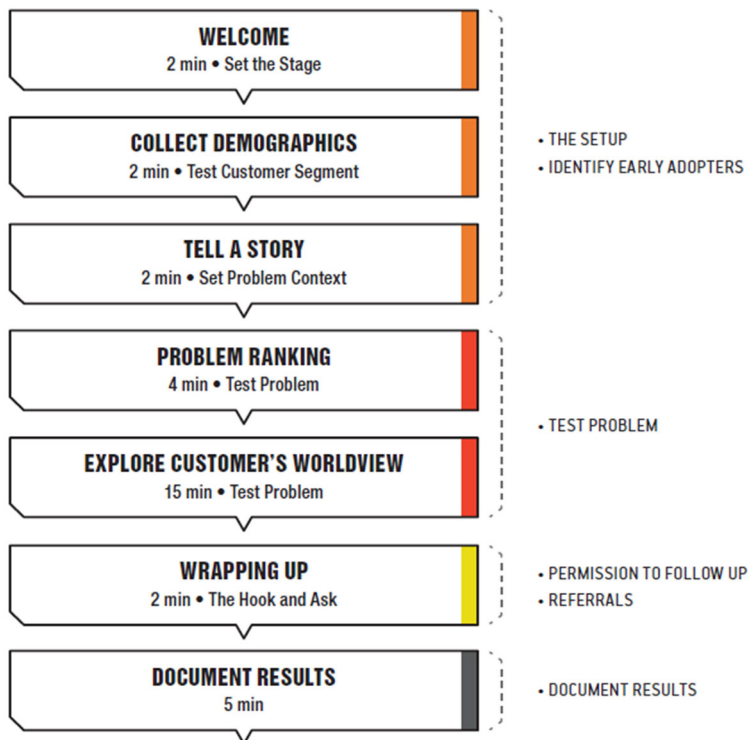 WELCOME
2 min • Set the Stage
COLLECT DEMOGRAPHICS
2 min • Test Customer Segment
• THE SETUP
• IDENTIFY EARLY ADOPTERS
TELL A STORY
2 min • Set Problem Context
PROBLEM RANKING
4 min • Test Problem
• TEST PROBLEM
EXPLORE CUSTOMER'S WORLDVIEW
15 min • Test Problem
WRAPPING UP
2 min • The Hook and Ask
• PERMISSION TO FOLLOW UP
• REFERRALS
DOCUMENT RESULTS
5 min
• DOCUMENT RESULTS